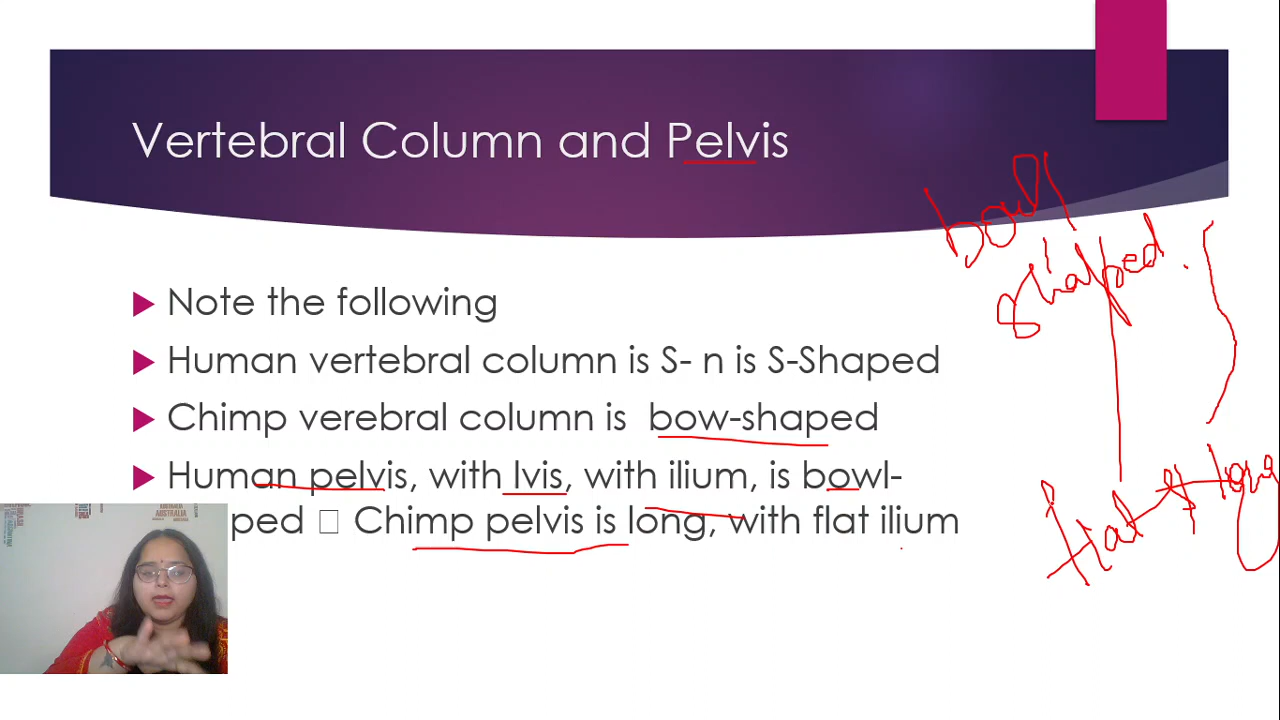 Vertebral Column and Pelvis
Note the following
Human vertebral column is S- n is S-Shaped
Chimp verebral column is bow-shaped
Human pelvis, with lvis, with ilium, is bowl-
ped □ Chimp pelvis is long, with flat ilium
bowl
shaped
flat & long
AUSTRALIA